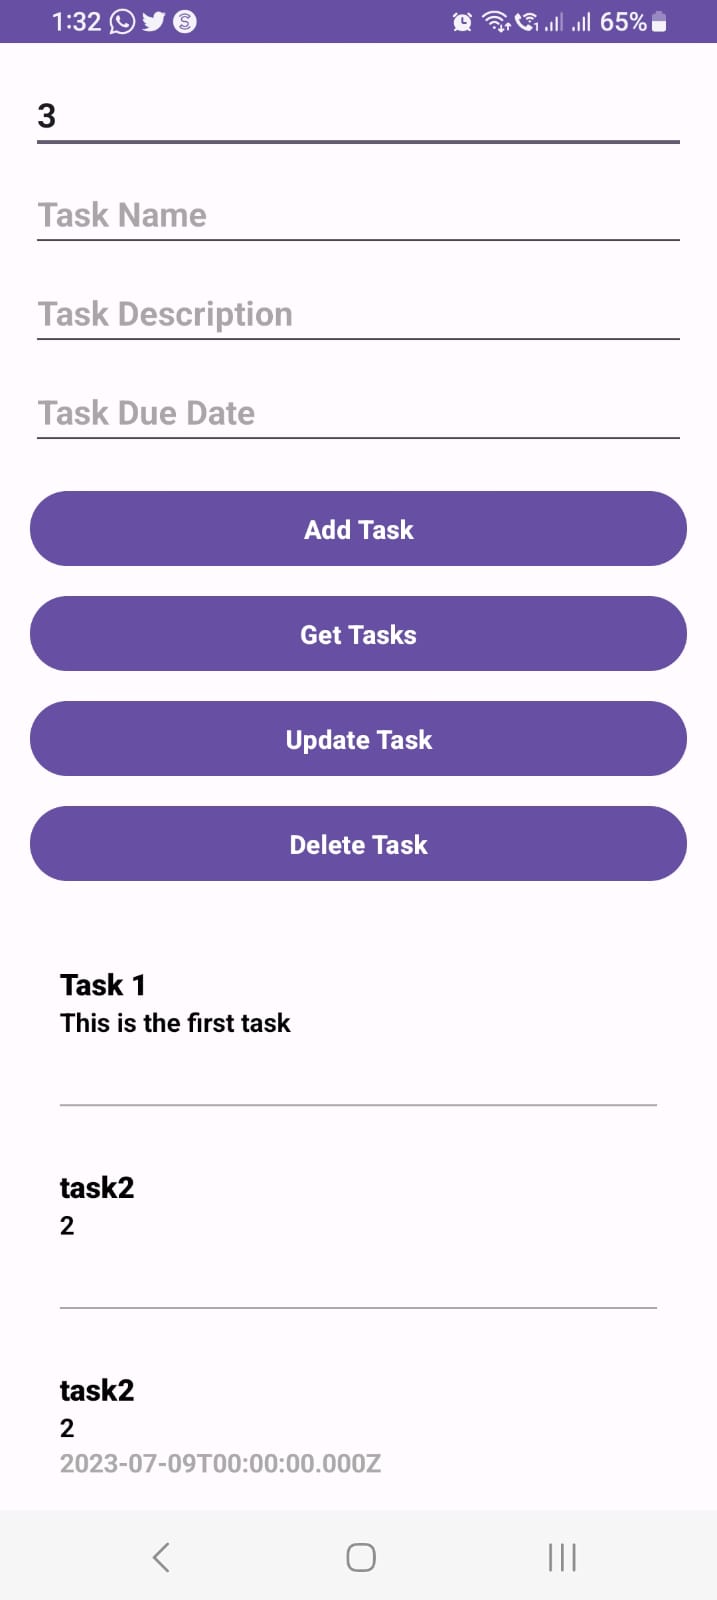 1:32 65%
3
Task Name
Task Description
Task Due Date
Add Task
Get Tasks
Update Task
Delete Task
Task 1
This is the first task
task2
2
task2
2
2023-07-09T00:00:00.000Z